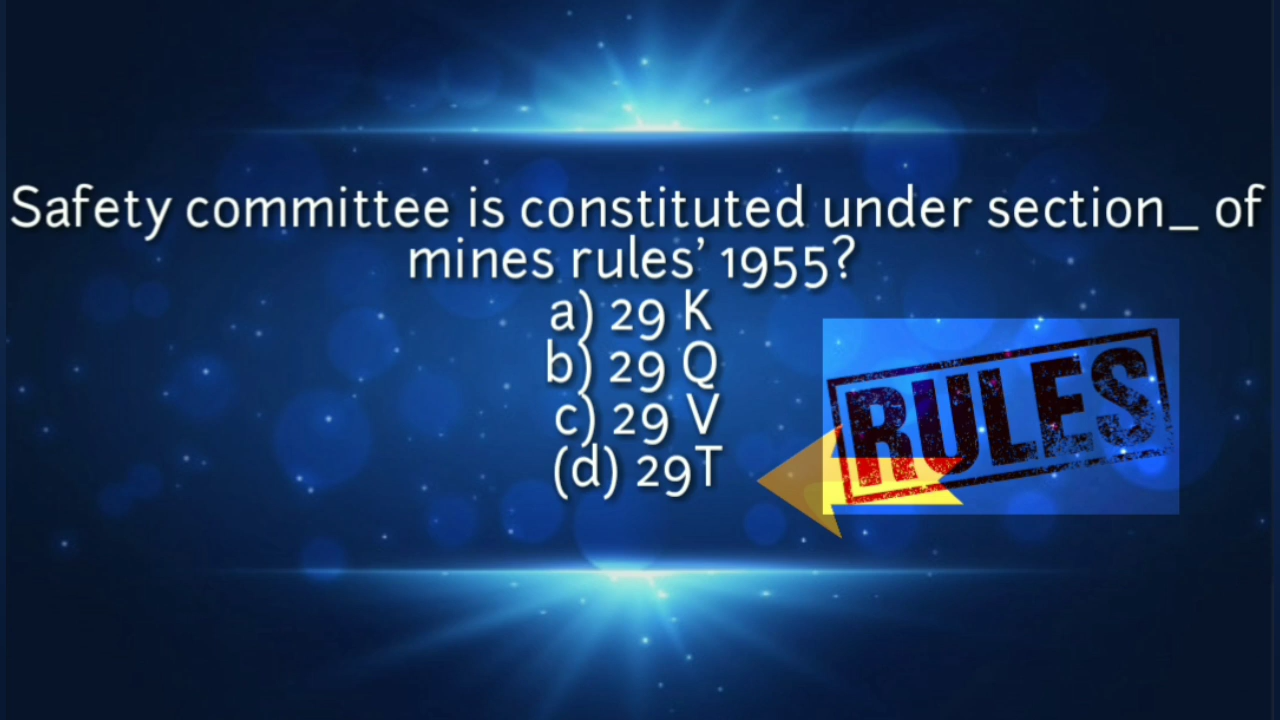 Safety committee is constituted under section_ of
mines rules’ 1955?
a) 29 K
b) 29 Q
c) 29 V
(d) 29T
RULES